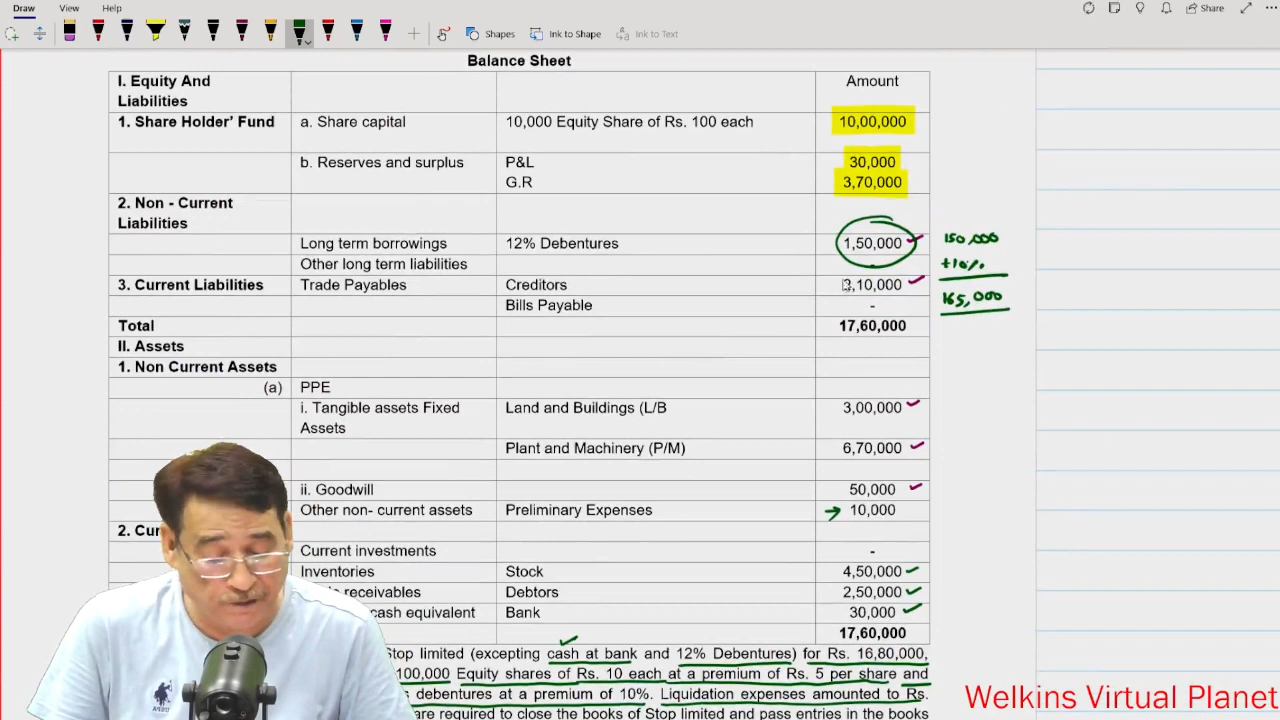 Draw View Help
Share
Shapes Ink to Shape Ink to Text
Balance Sheet
I. Equity And Liabilities Amount
1. Share Holder’ Fund a. Share capital 10,000 Equity Share of Rs. 100 each 10,00,000
b. Reserves and surplus P&L 30,000
G.R 3,70,000
2. Non - Current Liabilities
Long term borrowings 12% Debentures 1,50,000 150,000
Other long term liabilities +10%
3. Current Liabilities Trade Payables Creditors 2,10,000
Bills Payable - 165,000
Total 17,60,000
II. Assets
1. Non Current Assets
(a) PPE
i. Tangible assets Fixed Assets Land and Buildings (L/B 3,00,000
Plant and Machinery (P/M) 6,70,000
ii. Goodwill 50,000
Other non- current assets Preliminary Expenses 10,000
2.
Current investments -
Inventories Stock 4,50,000
receivables Debtors 2,50,000
cash equivalent Bank 30,000
17,60,000
Stop limited (excepting cash at bank and 12% Debentures) for Rs. 16,80,000,
100,000 Equity shares of Rs. 10 each at a premium of Rs. 5 per share and
debentures at a premium of 10%. Liquidation expenses amounted to Rs.
are required to close the books of Stop limited and pass entries in the books
Welkins Virtual Planet